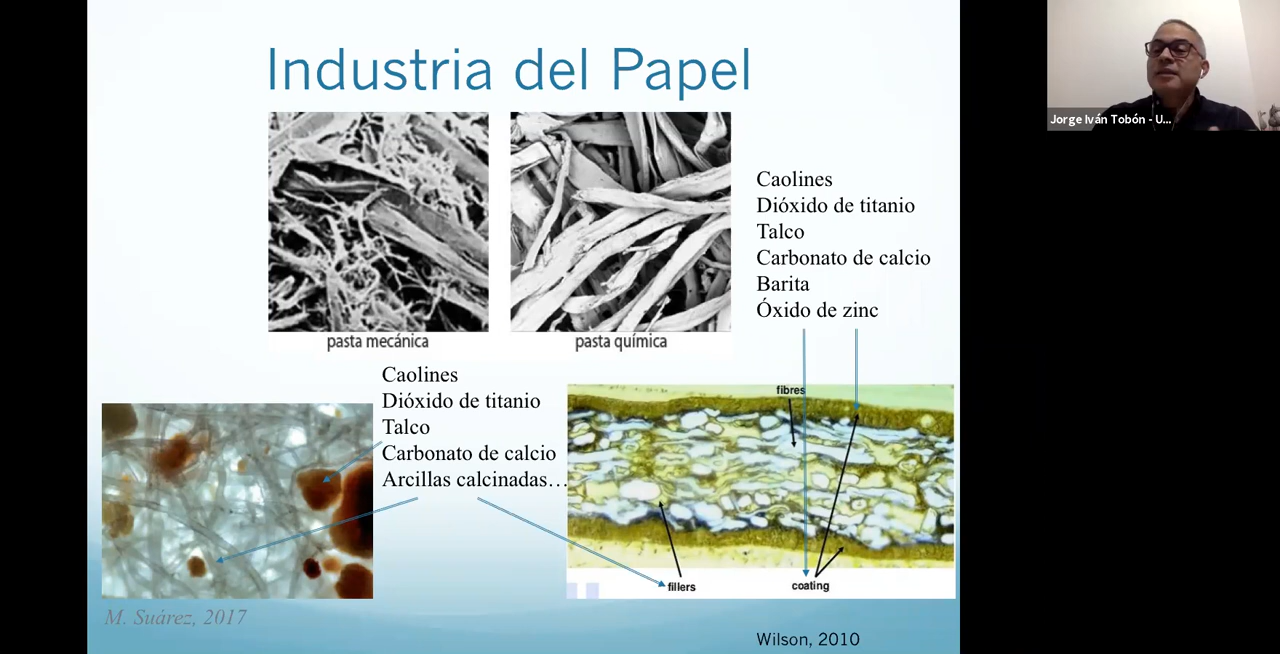 Industria del Papel
Jorge Iván Tobón - U...
pasta mecánica
pasta química
Caolines
Dióxido de titanio
Talco
Carbonato de calcio
Barita
Óxido de zinc
Caolines
Dióxido de titanio
Talco
Carbonato de calcio
Arcillas calcinadas…
fibres
fillers
coating
M. Suárez, 2017
Wilson, 2010